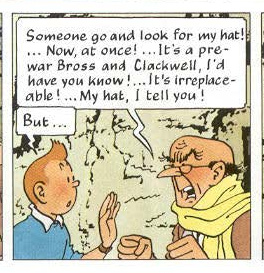 Someone go and look for my hat!
... Now, at once! ...It's a pre-
war Bross and Clackwell, I'd
have you know! ...It's irreplace-
able! ...My hat, I tell you!
But ...